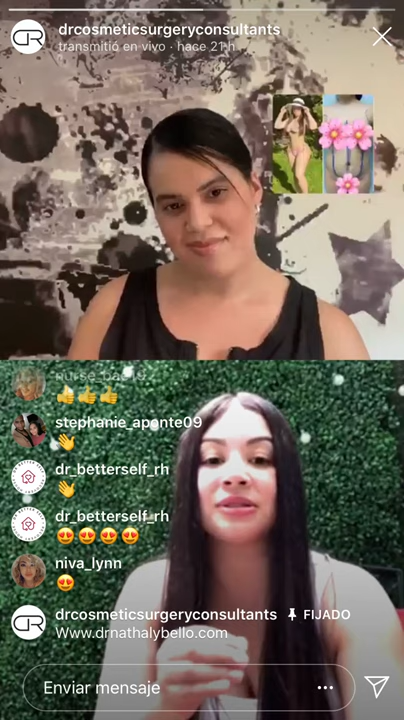 drcosmeticsurgeryconsultants
transmitió en vivo · hace 21 h
stephanie_aponte09
👋
dr_betterself_rh
👋
dr_betterself_rh
😍😍😍😍
niva_lynn
😍
drcosmeticsurgeryconsultants FIJADO
Www.drnathalybello.com
Enviar mensaje